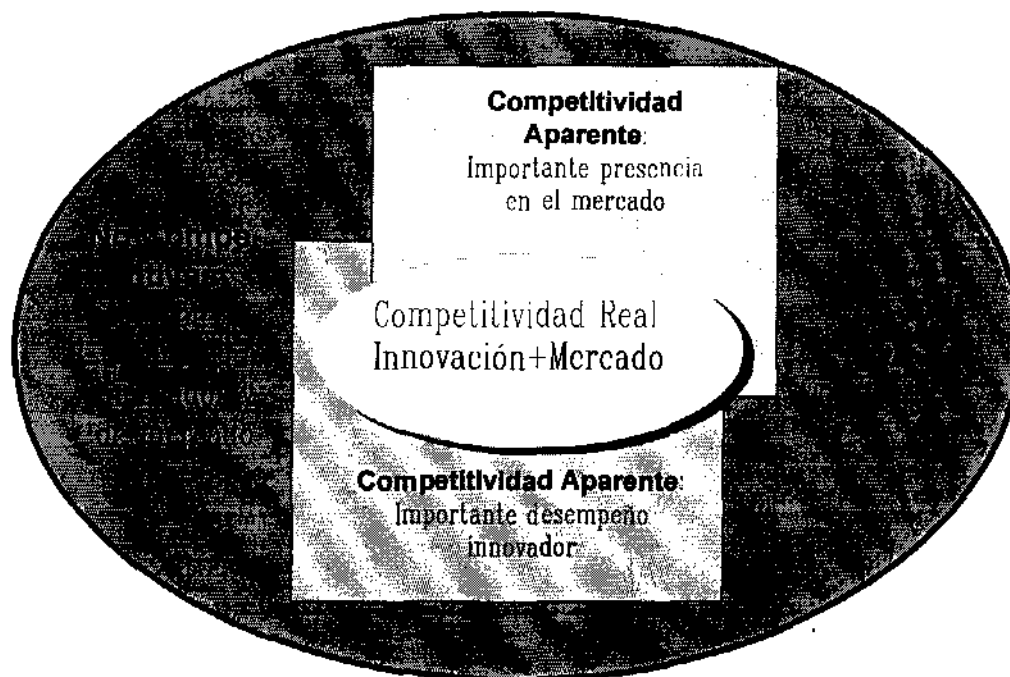 Competitividad
Aparente:
Importante presencia
en el mercado
Competitividad Real
Innovación+Mercado
Competitividad Aparente:
Importante desempeño
innovador